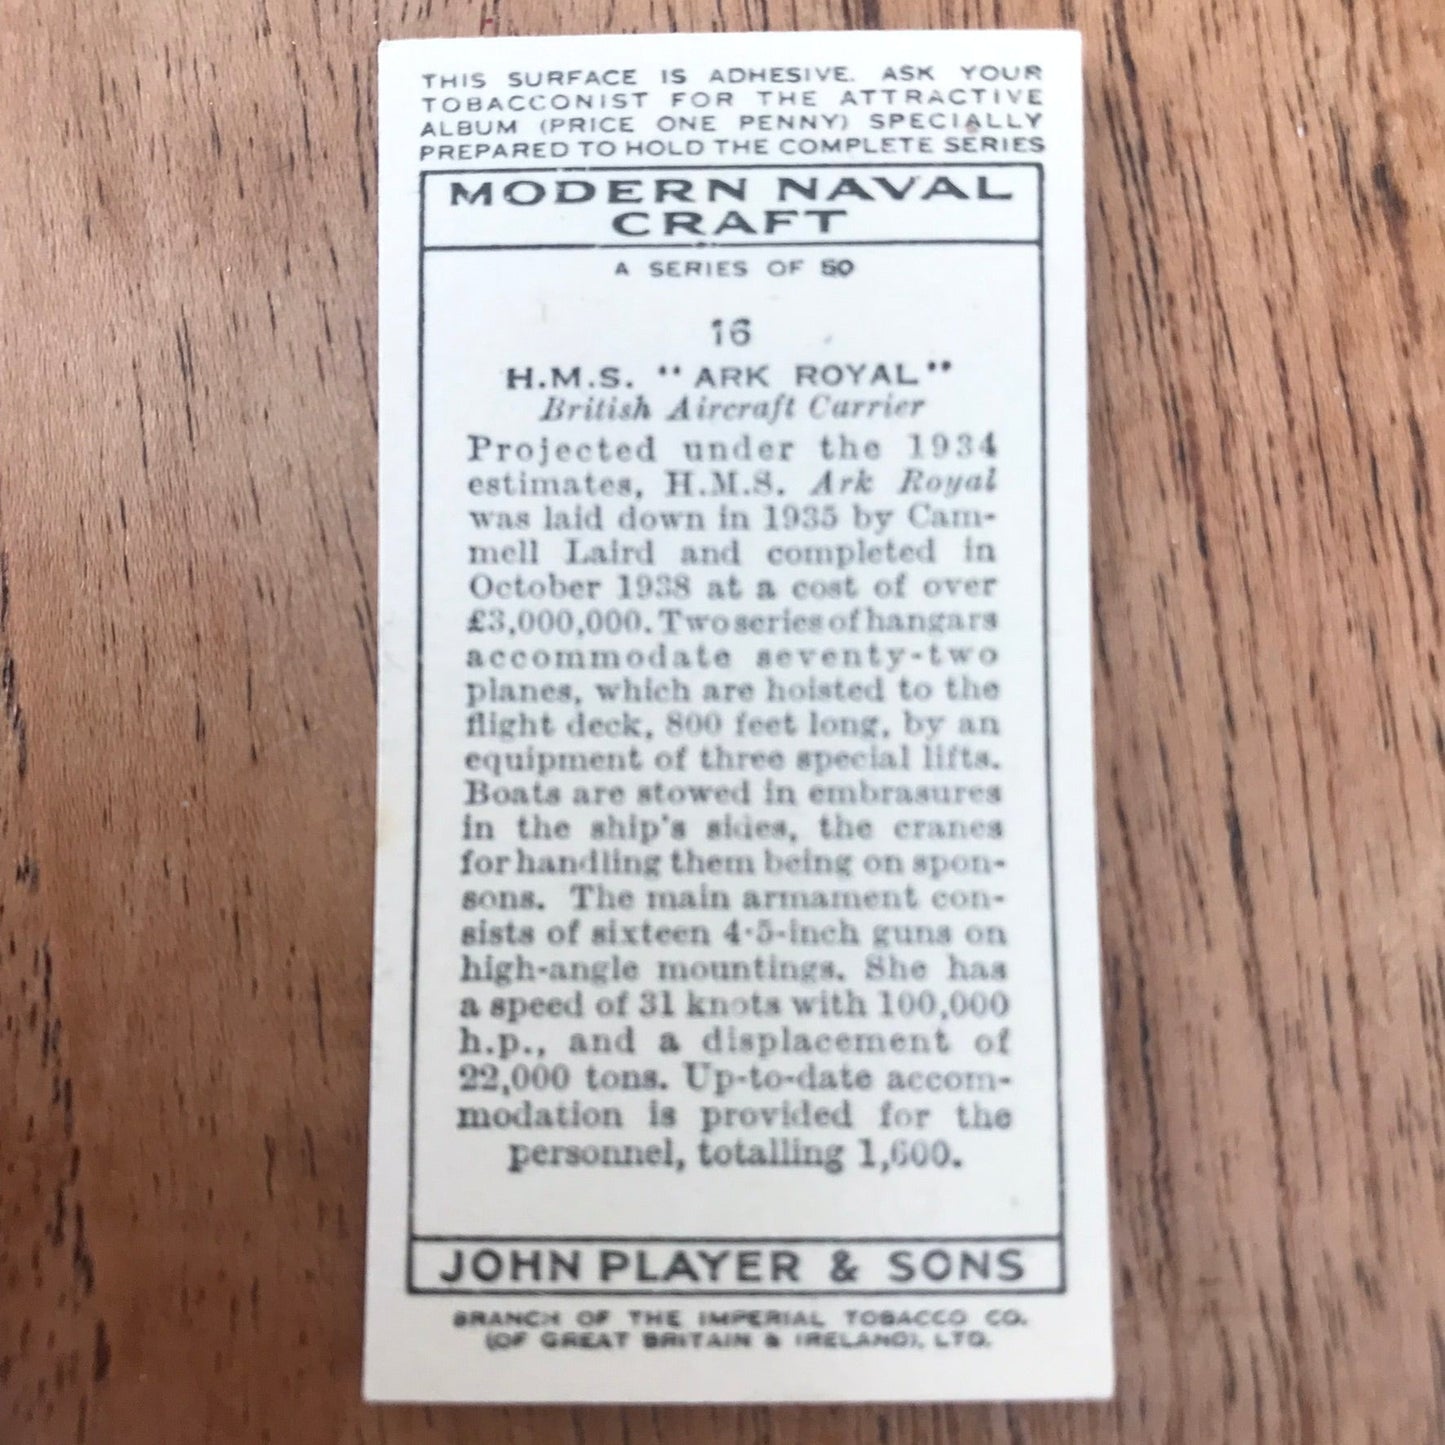 THIS SURFACE IS ADHESIVE. ASK YOUR
TOBACCONIST FOR THE ATTRACTIVE
ALBUM (PRICE ONE PENNY) SPECIALLY
PREPARED TO HOLD THE COMPLETE SERIES
MODERN NAVAL
CRAFT
A SERIES OF 50
16
H.M.S. "ARK ROYAL"
British Aircraft Carrier
Projected under the 1934
estimates, H.M.S. Ark Royal
was laid down in 1935 by Cam-
mell Laird and completed in
October 1938 at a cost of over
£3,000,000. Two series of hangars
accommodate seventy-two
planes, which are hoisted to the
flight deck, 800 feet long, by an
equipment of three special lifts.
Boats are stowed in embrasures
in the ship's sides, the cranes
for handling them being on spon-
sons. The main armament con-
sists of sixteen 4·5-inch guns on
high-angle mountings. She has
a speed of 31 knots with 100,000
h.p., and a displacement of
22,000 tons. Up-to-date accom-
modation is provided for the
personnel, totalling 1,600.
JOHN PLAYER & SONS
BRANCH OF THE IMPERIAL TOBACCO CO.
(OF GREAT BRITAIN & IRELAND), LTD.